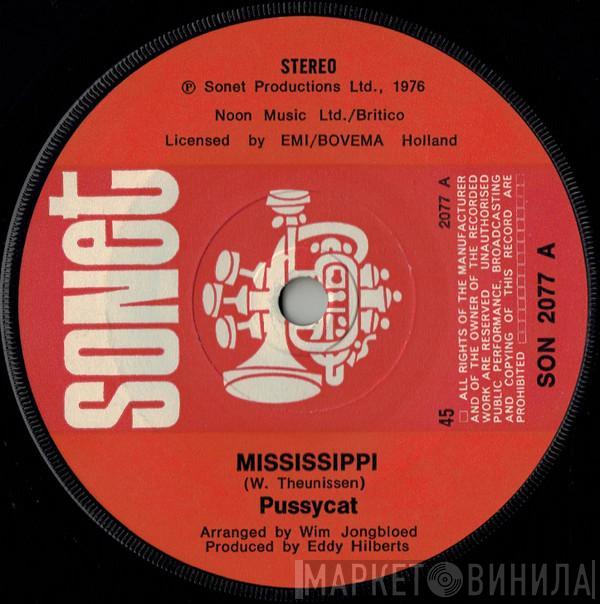 STEREO
℗ Sonet Productions Ltd., 1976
Noon Music Ltd./Britico
Licensed by EMI/BOVEMA Holland
sonet
2077 A
45
ALL RIGHTS OF THE MANUFACTURER
AND OF THE OWNER OF THE RECORDED
WORK ARE RESERVED UNAUTHORISED
PUBLIC PERFORMANCE, BROADCASTING
AND COPYING OF THIS RECORD ARE
PROHIBITED
SON 2077 A
MISSISSIPPI
(W. Theunissen)
Pussycat
Arranged by Wim Jongbloed
Produced by Eddy Hilberts
МАРКЕТ ВИНИЛА